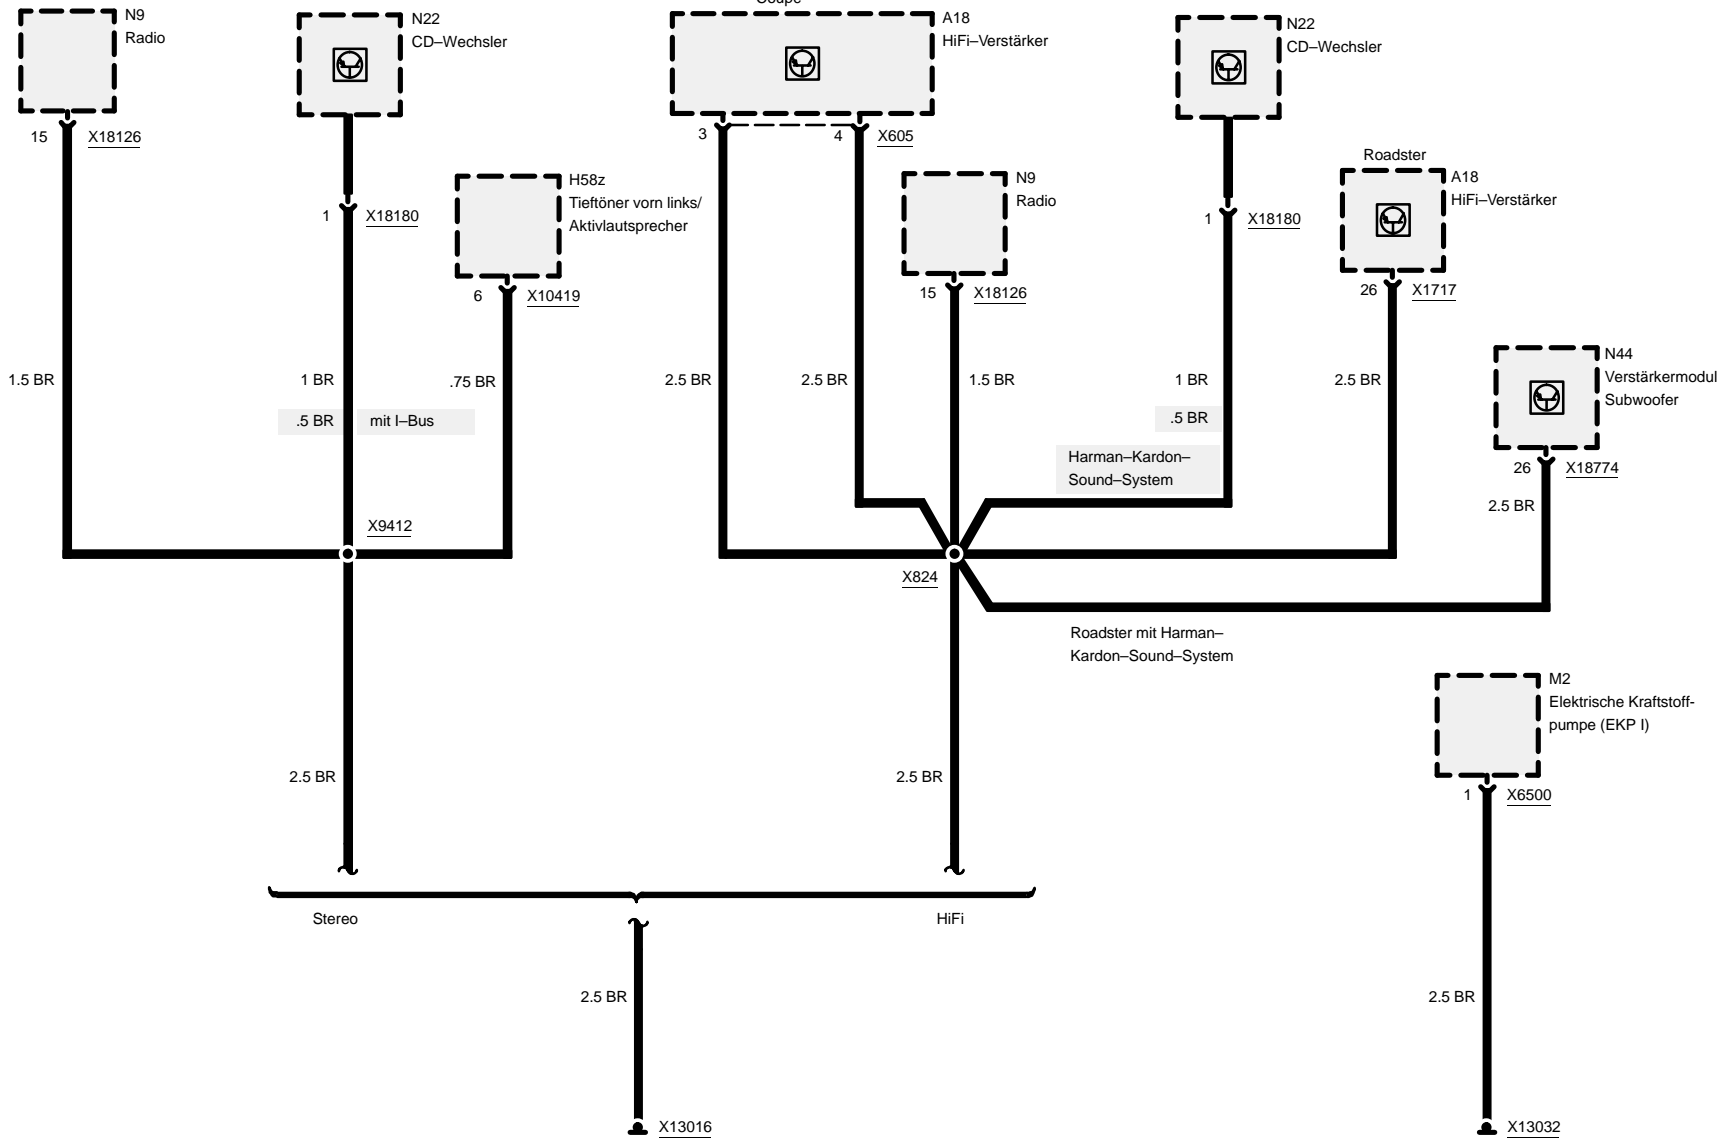 Coupe
N9
Radio
15
X18126
N22
CD–Wechsler
1
X18180
H58z
Tieftöner vorn links/
Aktivlautsprecher
6
X10419
A18
HiFi–Verstärker
3
4
X605
N9
Radio
15
X18126
N22
CD–Wechsler
1
X18180
Roadster
A18
HiFi–Verstärker
26
X1717
N44
Verstärkermodul
Subwoofer
26
X18774
1.5 BR
1 BR
.5 BR
mit I–Bus
.75 BR
2.5 BR
2.5 BR
1.5 BR
1 BR
.5 BR
Harman–Kardon–
Sound–System
2.5 BR
2.5 BR
X9412
X824
Roadster mit Harman–
Kardon–Sound–System
M2
Elektrische Kraftstoff-
pumpe (EKP I)
1
X6500
2.5 BR
2.5 BR
Stereo
HiFi
2.5 BR
2.5 BR
X13016
X13032